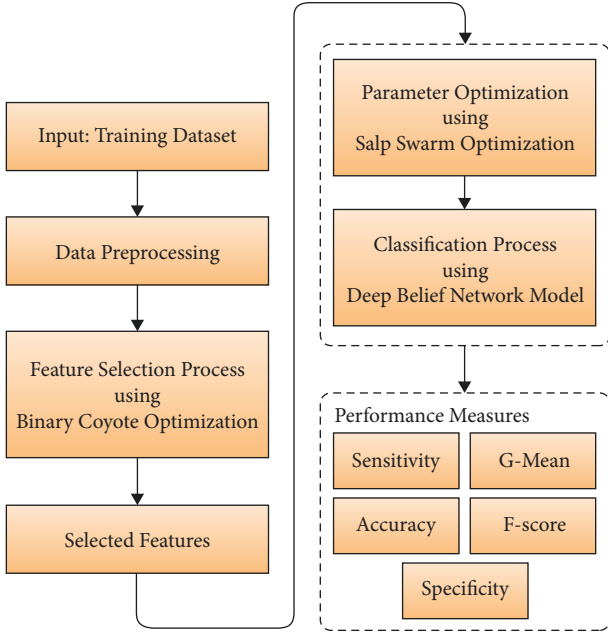 Input: Training Dataset
Data Preprocessing
Feature Selection Process
using
Binary Coyote Optimization
Selected Features
Parameter Optimization
using
Salp Swarm Optimization
Classification Process
using
Deep Belief Network Model
Performance Measures
Sensitivity
G-Mean
Accuracy
F-score
Specificity